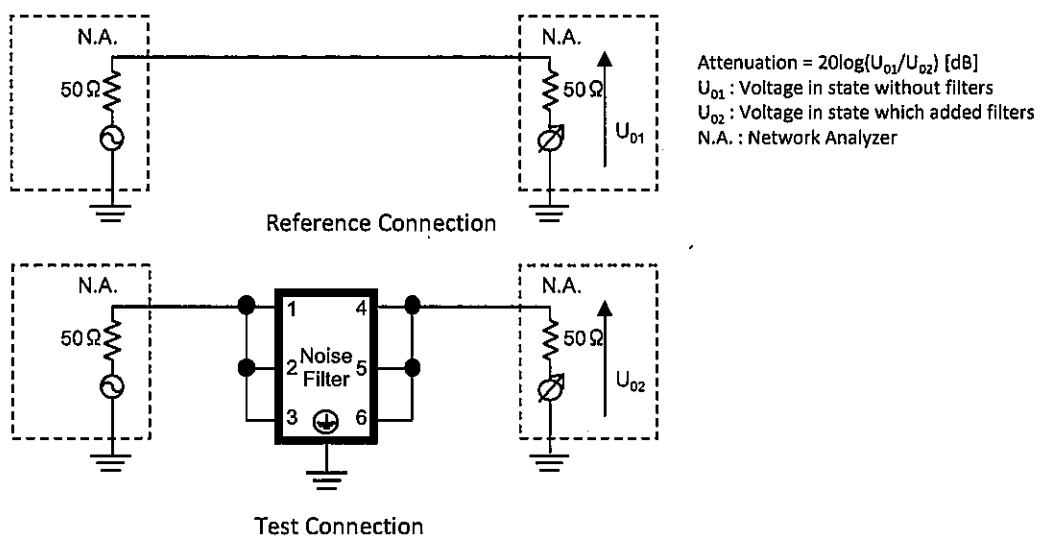 N.A.
50Ω
N.A.
50Ω
U01
Attenuation = 20log(U01/U02) [dB]
U01 : Voltage in state without filters
U02 : Voltage in state which added filters
N.A. : Network Analyzer
Reference Connection
N.A.
50Ω
1 4
2 Noise 5
Filter
3 6
N.A.
50Ω
U02
Test Connection